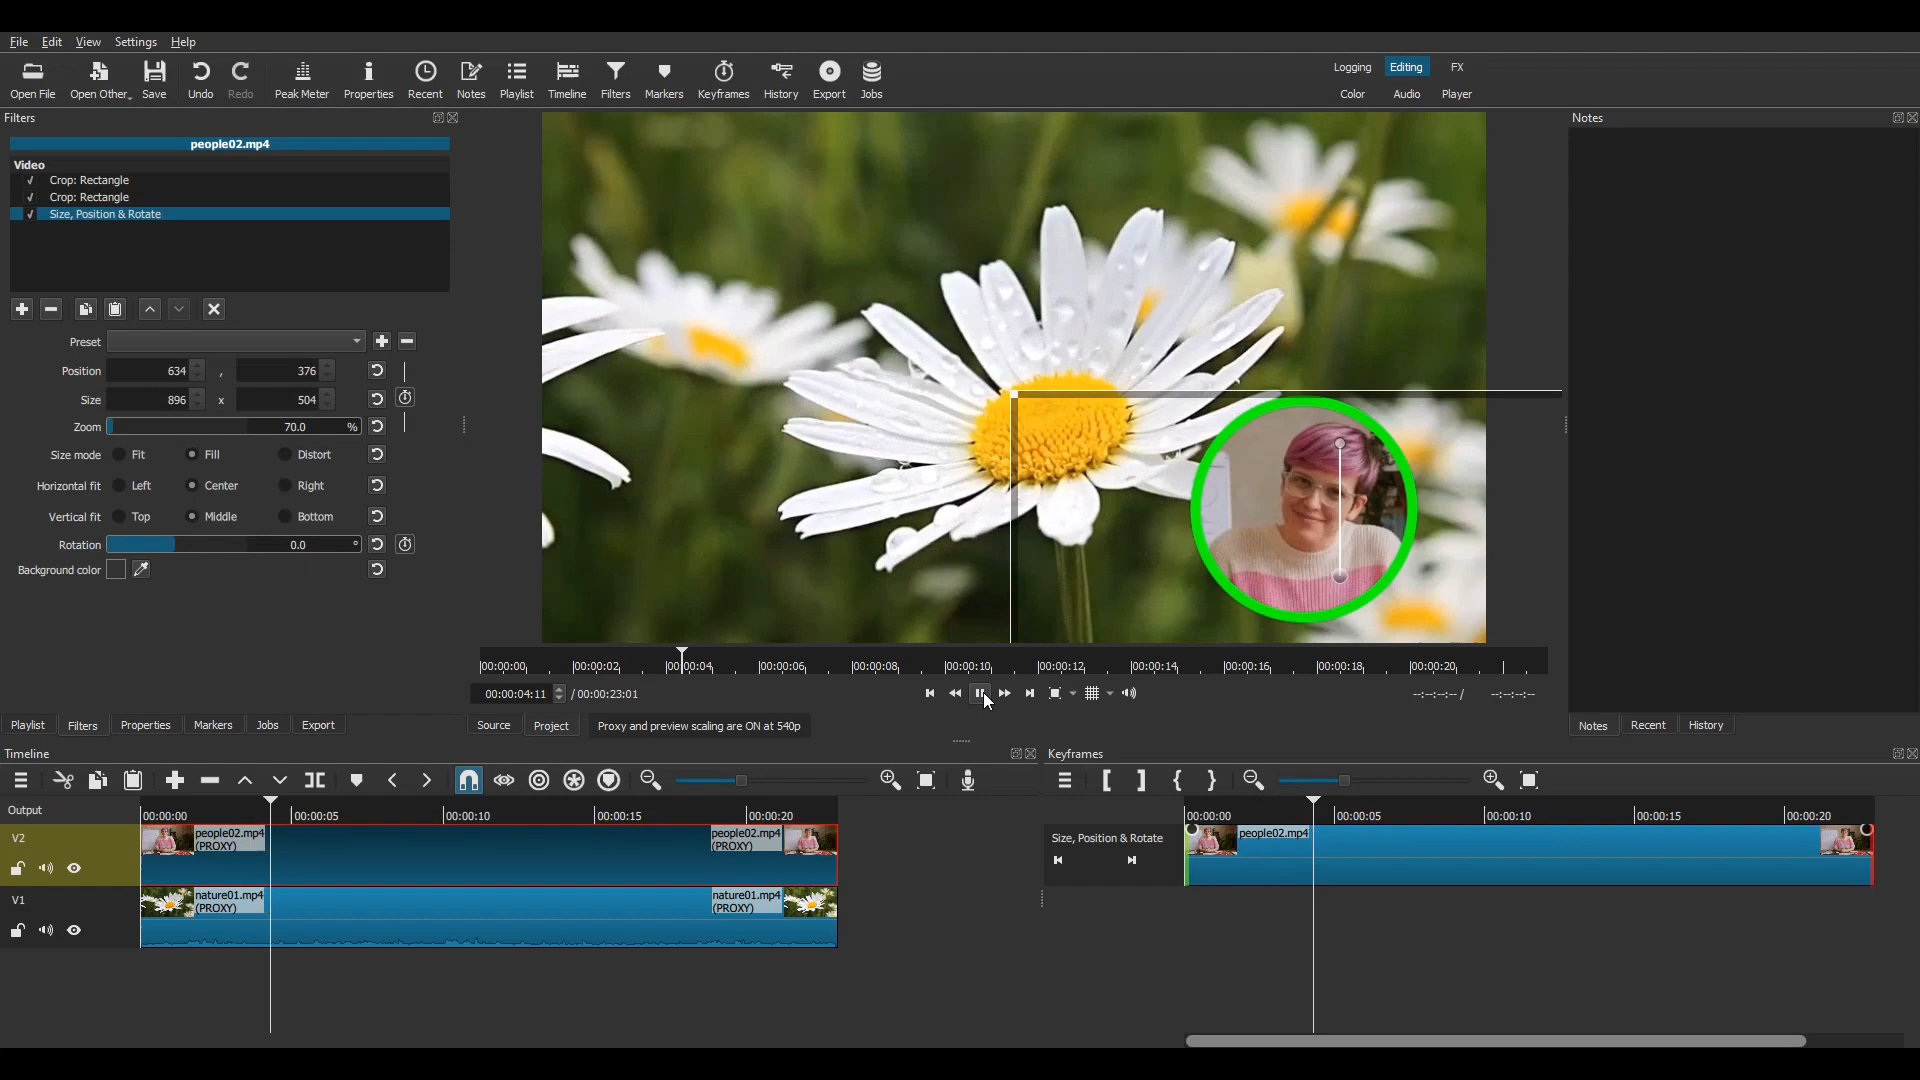 File Edit View Settings Help
Open File Open Other Save Undo Redo Peak Meter Properties Recent Notes Playlist Timeline Filters Markers Keyframes History Export Jobs
Logging Editing FX
Color Audio Player
Filters
people02.mp4
Video
Crop: Rectangle
Crop: Rectangle
Size, Position & Rotate
Preset
Position 634 , 376
Size 896 x 504
Zoom 70.0 %
Size mode Fit Fill Distort
Horizontal fit Left Center Right
Vertical fit Top Middle Bottom
Rotation 0.0 °
Background color
Notes
00:00:00 00:00:02 00:00:04 00:00:06 00:00:08 00:00:10 00:00:12 00:00:14 00:00:16 00:00:18 00:00:20
00:00:04:11 / 00:00:23:01 --:--:--:-- / --:--:--:--
Playlist Filters Properties Markers Jobs Export
Source Project Proxy and preview scaling are ON at 540p
Notes Recent History
Timeline
Output
00:00:00 00:00:05 00:00:10 00:00:15 00:00:20
V2
people02.mp4
(PROXY)
people02.mp4
(PROXY)
V1
nature01.mp4
(PROXY)
nature01.mp4
(PROXY)
Keyframes
00:00:00 00:00:05 00:00:10 00:00:15 00:00:20
Size, Position & Rotate
people02.mp4